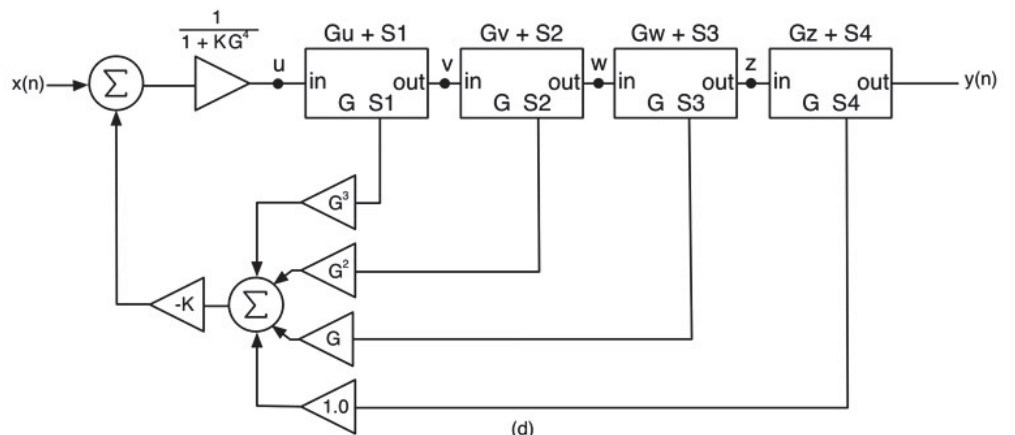 1
1 + KG⁴
Gu + S1
Gv + S2
Gw + S3
Gz + S4
x(n)
Σ
u
in
out
G S1
v
in
out
G S2
w
in
out
G S3
z
in
out
G S4
y(n)
G³
G²
-K
Σ
G
1.0
(d)